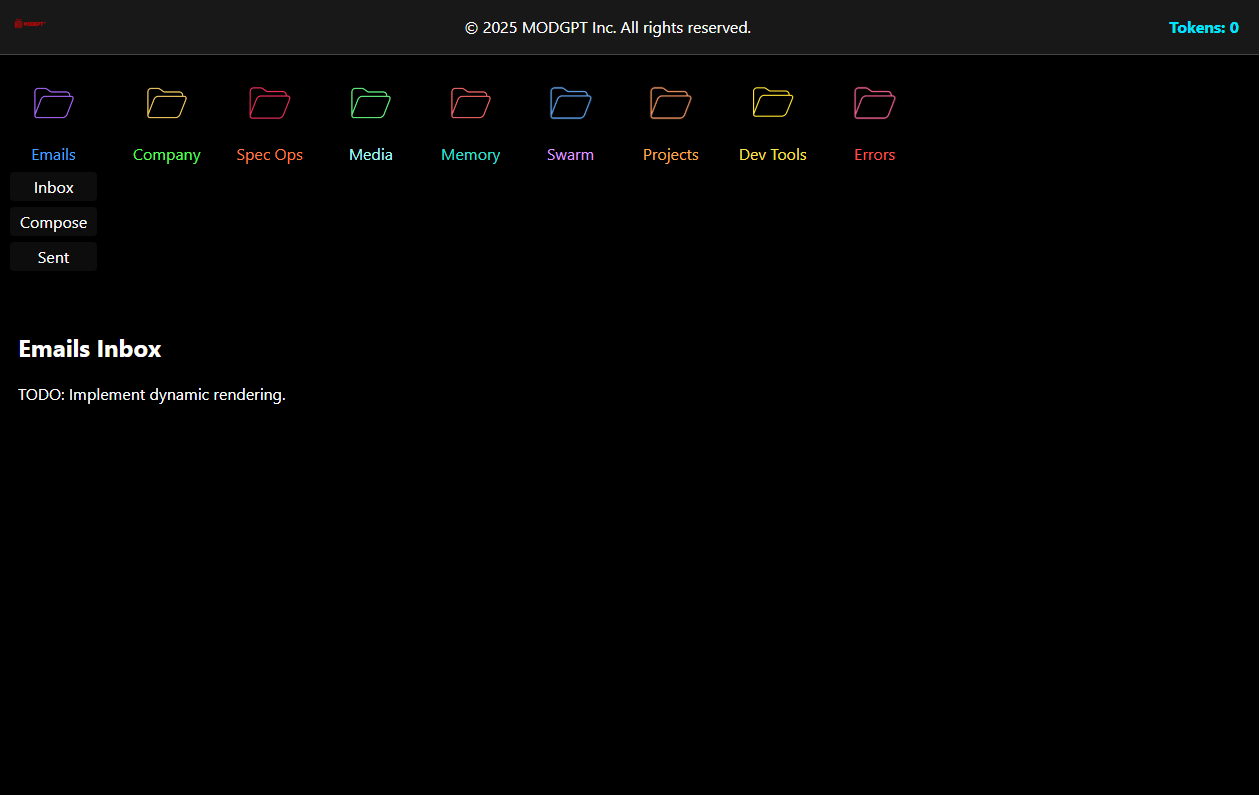 © 2025 MODGPT Inc. All rights reserved.
Tokens: 0
Emails
Company
Spec Ops
Media
Memory
Swarm
Projects
Dev Tools
Errors
Inbox
Compose
Sent
Emails Inbox
TODO: Implement dynamic rendering.